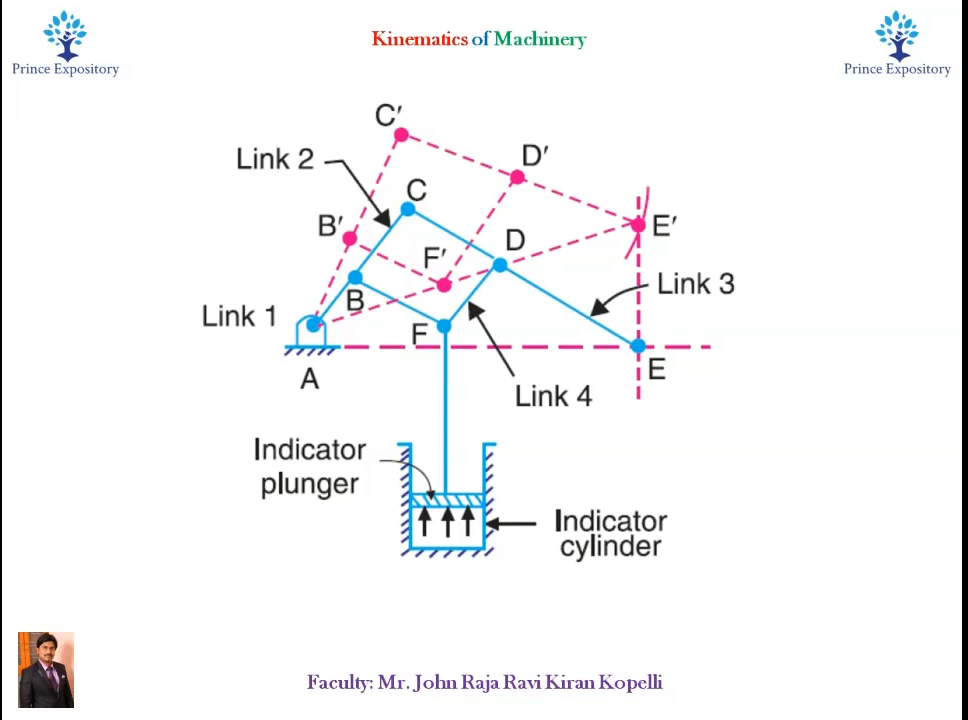 Prince Expository
Kinematics of Machinery
Prince Expository
C′
Link 2
D′
C
B′
D
E′
F′
Link 3
B
Link 1
F
A
E
Link 4
Indicator
plunger
Indicator
cylinder
Faculty: Mr. John Raja Ravi Kiran Kopelli